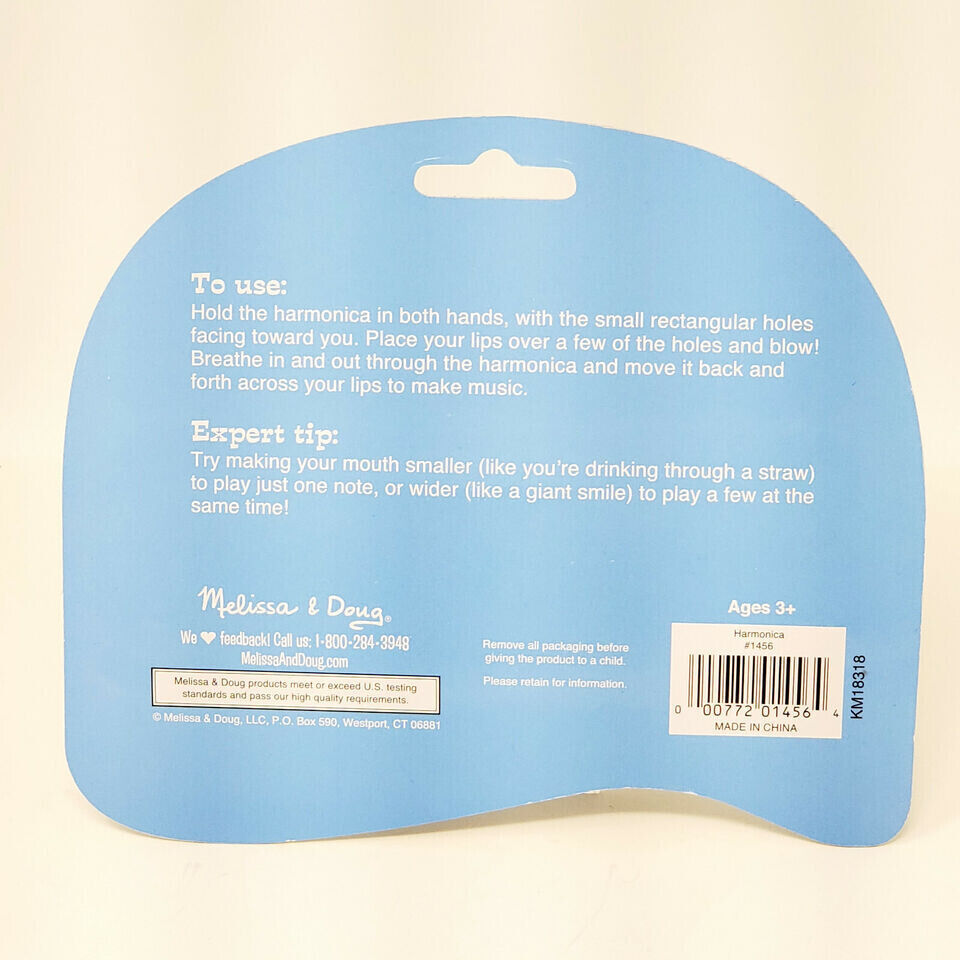 To use:
Hold the harmonica in both hands, with the small rectangular holes
facing toward you. Place your lips over a few of the holes and blow!
Breathe in and out through the harmonica and move it back and
forth across your lips to make music.
Expert tip:
Try making your mouth smaller (like you're drinking through a straw)
to play just one note, or wider (like a giant smile) to play a few at the
same time!
Melissa & Doug®
We ♥ feedback! Call us: 1-800-284-3948
MelissaAndDoug.com
Melissa & Doug products meet or exceed U.S. testing
standards and pass our high quality requirements.
© Melissa & Doug, LLC, P.O. Box 590, Westport, CT 06881
Remove all packaging before
giving the product to a child.
Please retain for information.
Ages 3+
Harmonica
#1456
0 00772 01456 4
MADE IN CHINA
KM18318